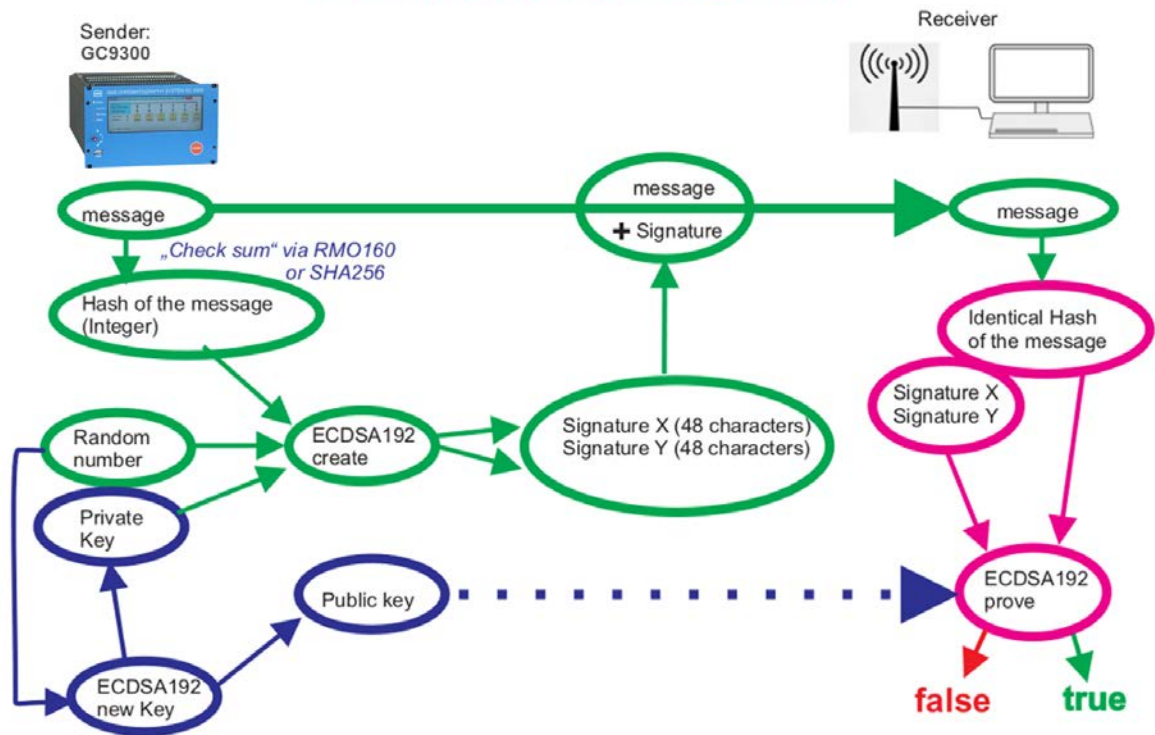 Sender:
GC9300
Receiver
message
message
+ Signature
message
„Check sum“ via RMO160
or SHA256
Hash of the message
(Integer)
Identical Hash
of the message
Signature X
Signature Y
Random
number
ECDSA192
create
Signature X (48 characters)
Signature Y (48 characters)
Private
Key
Public key
ECDSA192
prove
ECDSA192
new Key
false
true